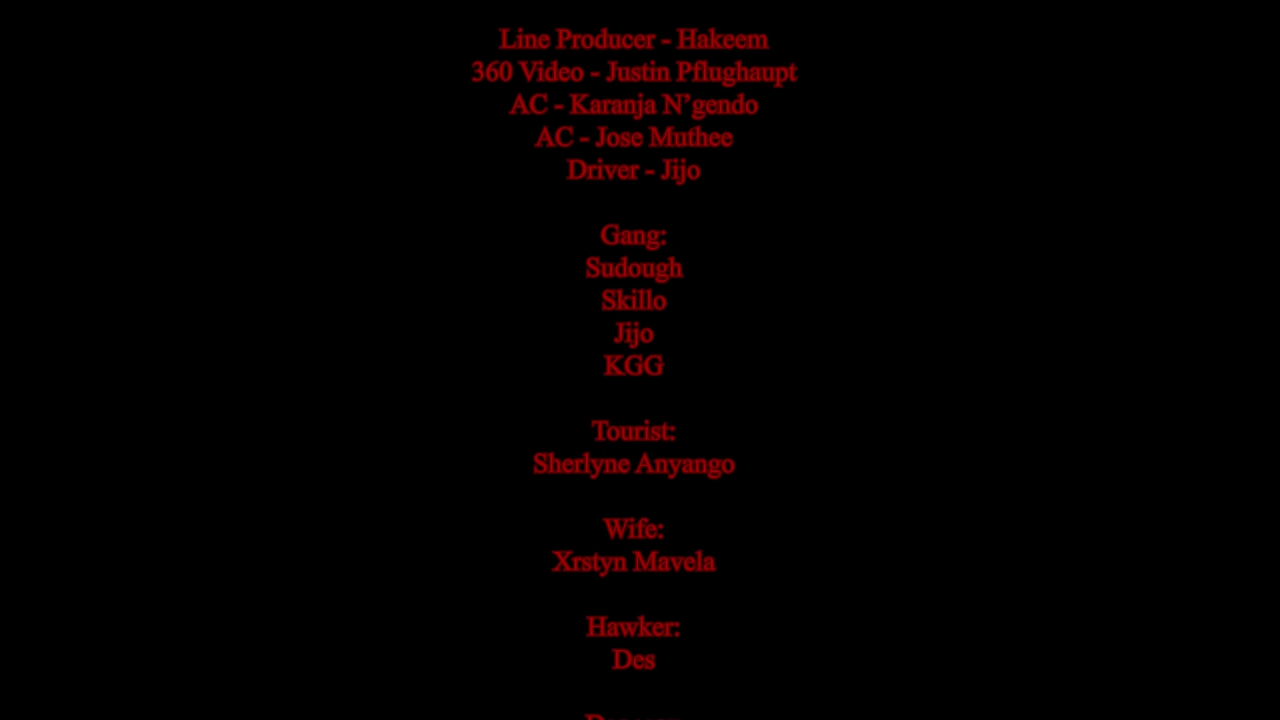 Line Producer - Hakeem
360 Video - Justin Pflughaupt
AC - Karanja N’gendo
AC - Jose Muthee
Driver - Jijo
Gang:
Sudough
Skillo
Jijo
KGG
Tourist:
Sherlyne Anyango
Wife:
Xrstyn Mavela
Hawker:
Des